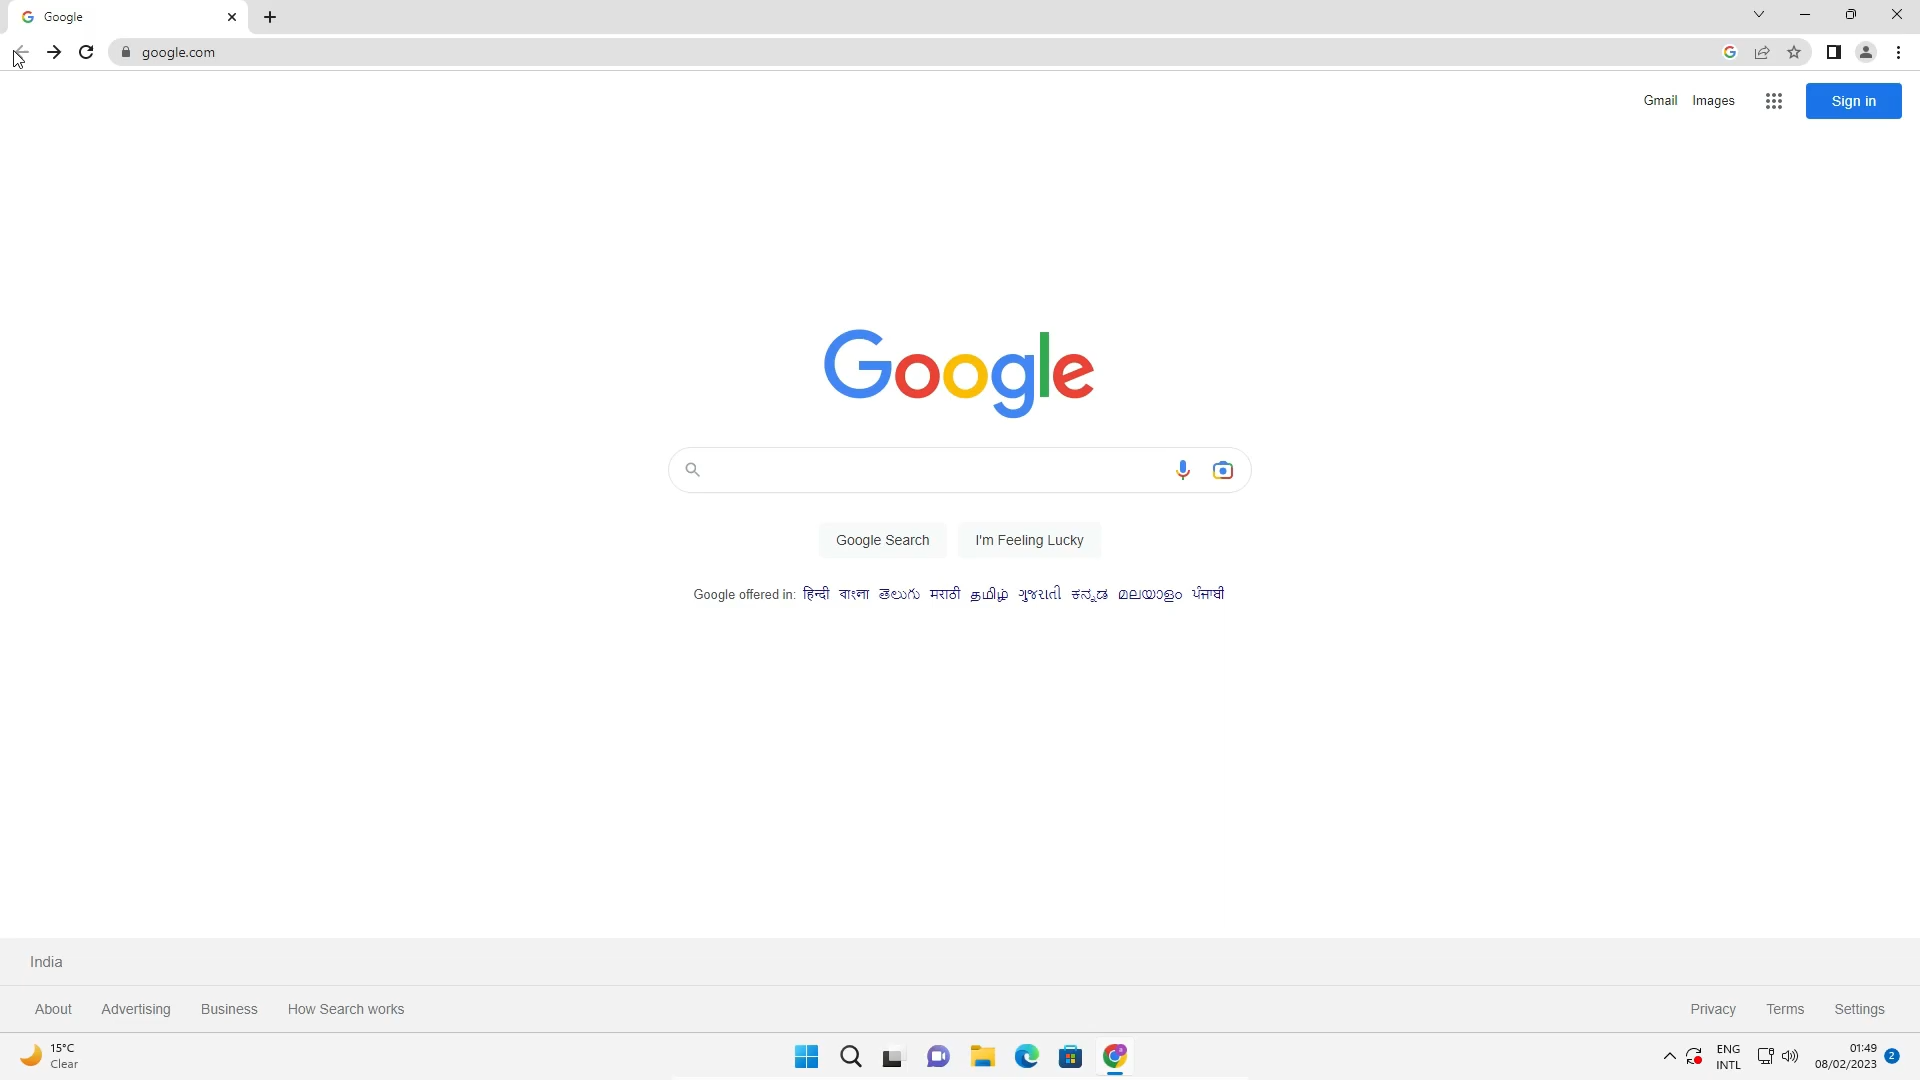 Google
google.com
Gmail Images Sign in
Google
Google Search I'm Feeling Lucky
Google offered in: हिन्दी বাংলা తెలుగు मराठी தமிழ் ગુજરાતી ಕನ್ನಡ മലയാളം ਪੰਜਾਬੀ
India
About Advertising Business How Search works Privacy Terms Settings
15°C
Clear
ENG
INTL
01:49
08/02/2023
2